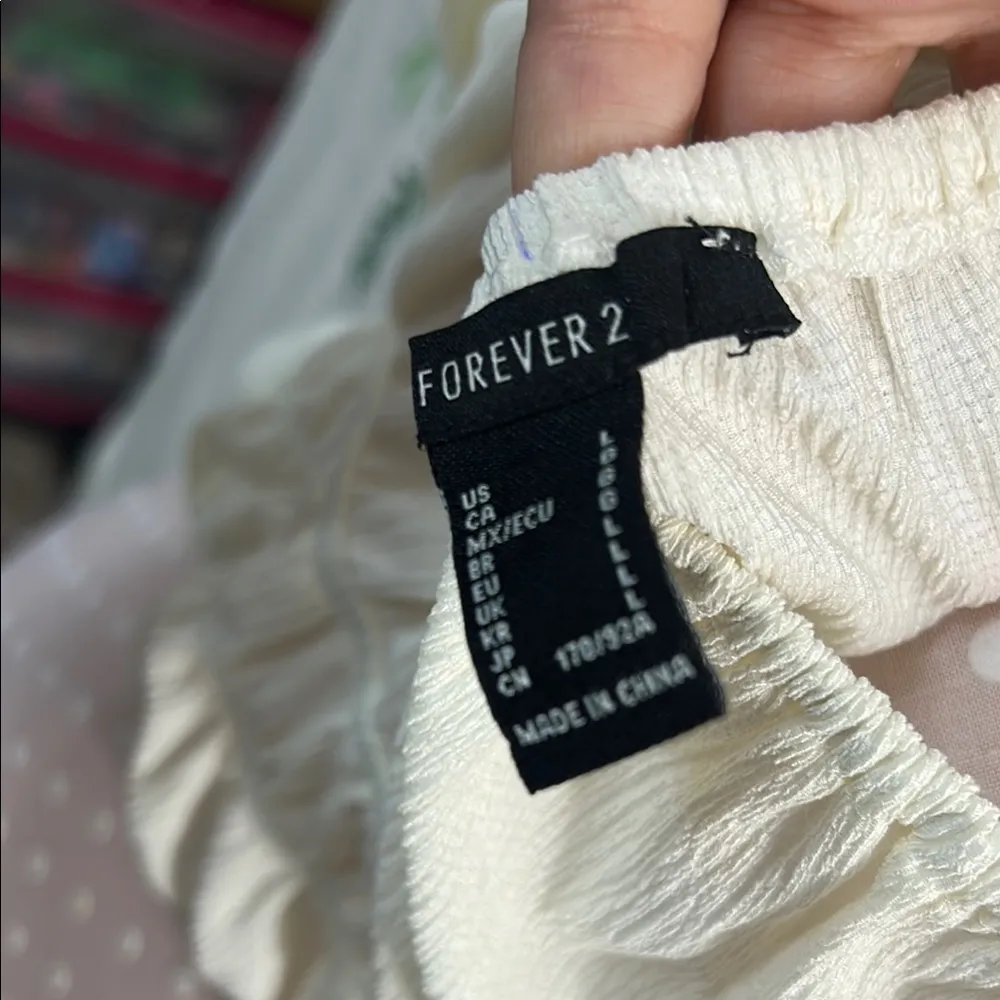 FOREVER 2
US L
CA G
MX/ECU G
BR G
EU L
UK L
KR L
JP L
CN 170/92A
MADE IN CHINA